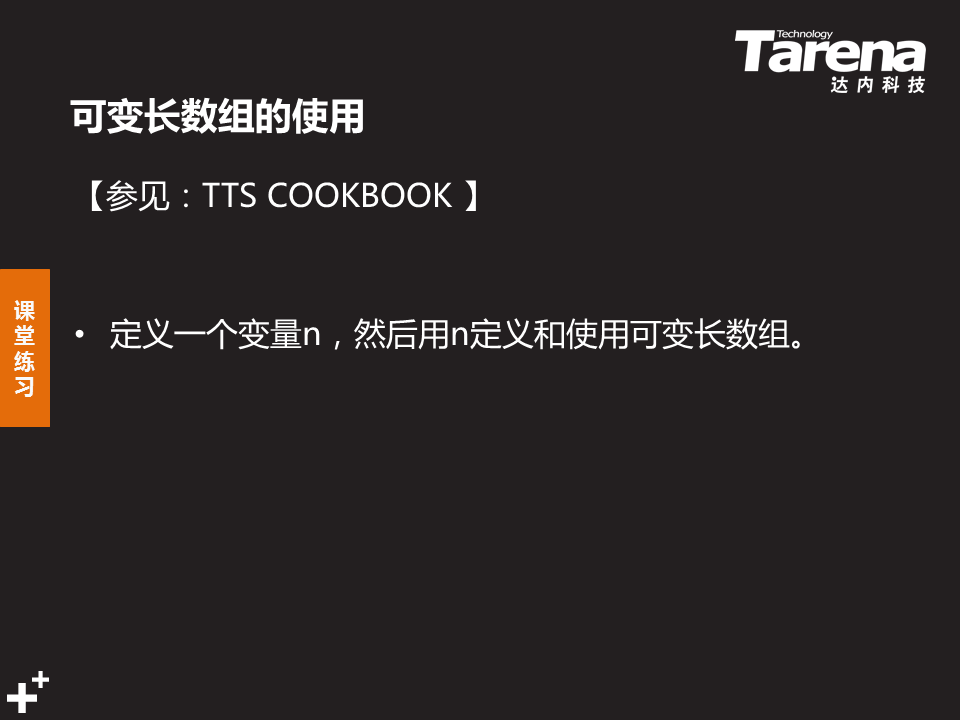 Technology
Tarena
达内科技
可变长数组的使用
【参见：TTS COOKBOOK 】
课堂练习
• 定义一个变量n，然后用n定义和使用可变长数组。